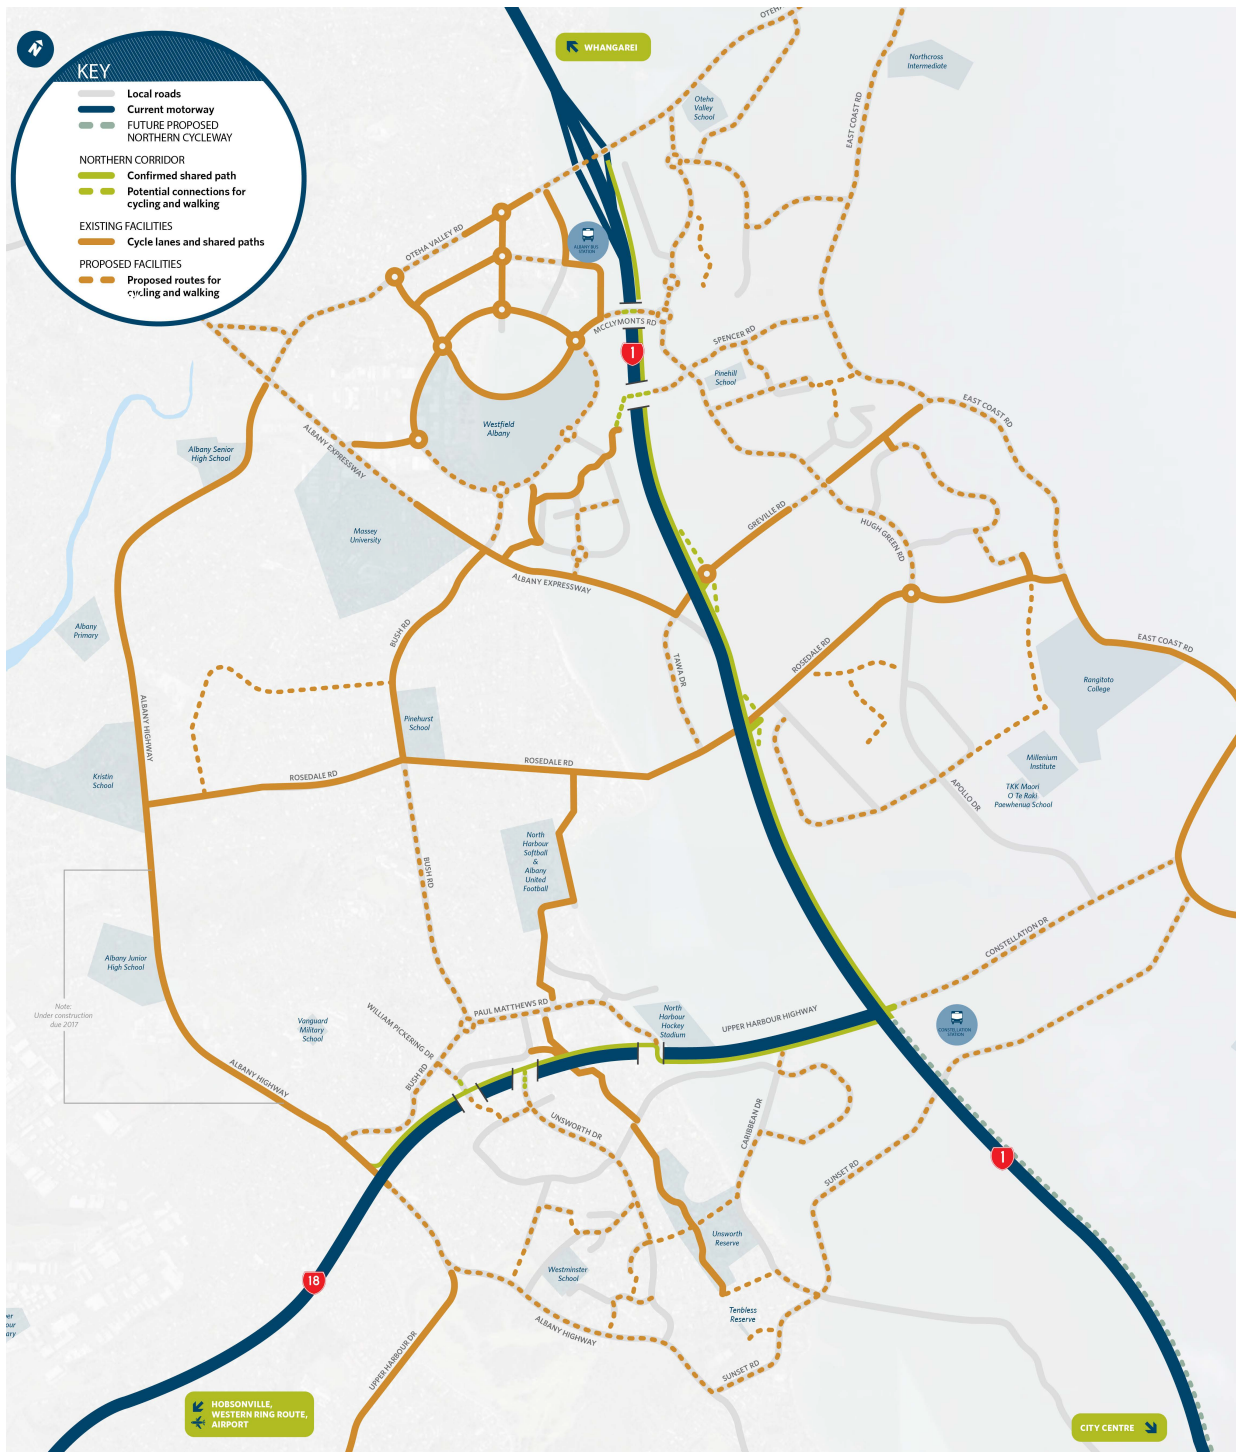 N
KEY
Local roads
Current motorway
FUTURE PROPOSED
NORTHERN CYCLEWAY
NORTHERN CORRIDOR
Confirmed shared path
Potential connections for
cycling and walking
EXISTING FACILITIES
Cycle lanes and shared paths
PROPOSED FACILITIES
Proposed routes for
cycling and walking
WHANGAREI
Northcross
Intermediate
Oteha
Valley
School
EAST COAST RD
OTEHA VALLEY RD
ALBANY BUS
STATION
MCCLYMONTS RD
1
SPENCER RD
Pinehill
School
EAST COAST RD
Westfield
Albany
ALBANY EXPRESSWAY
Albany Senior
High School
Massey
University
GREVILLE RD
HUGH GREEN RD
ALBANY EXPRESSWAY
Albany
Primary
BUSH RD
TAWA DR
ROSEDALE RD
EAST COAST RD
Rangitoto
College
ALBANY HIGHWAY
Pinehurst
School
Kristin
School
ROSEDALE RD
ROSEDALE RD
Millenium
Institute
TKK Maori
O Te Raki
Paewhenua School
APOLLO DR
North
Harbour
Softball
&
Albany
United
Football
BUSH RD
CONSTELLATION DR
Albany Junior
High School
Note:
Under construction
due 2017
Vanguard
Military
School
WILLIAM PICKERING DR
PAUL MATTHEWS RD
North
Harbour
Hockey
Stadium
UPPER HARBOUR HIGHWAY
CONSTELLATION
STATION
ALBANY HIGHWAY
BUSH RD
UNSWORTH DR
CARIBBEAN DR
SUNSET RD
1
Unsworth
Reserve
Westminster
School
18
Tenbless
Reserve
ALBANY HIGHWAY
UPPER HARBOUR DR
SUNSET RD
HOBSONVILLE,
WESTERN RING ROUTE,
AIRPORT
CITY CENTRE